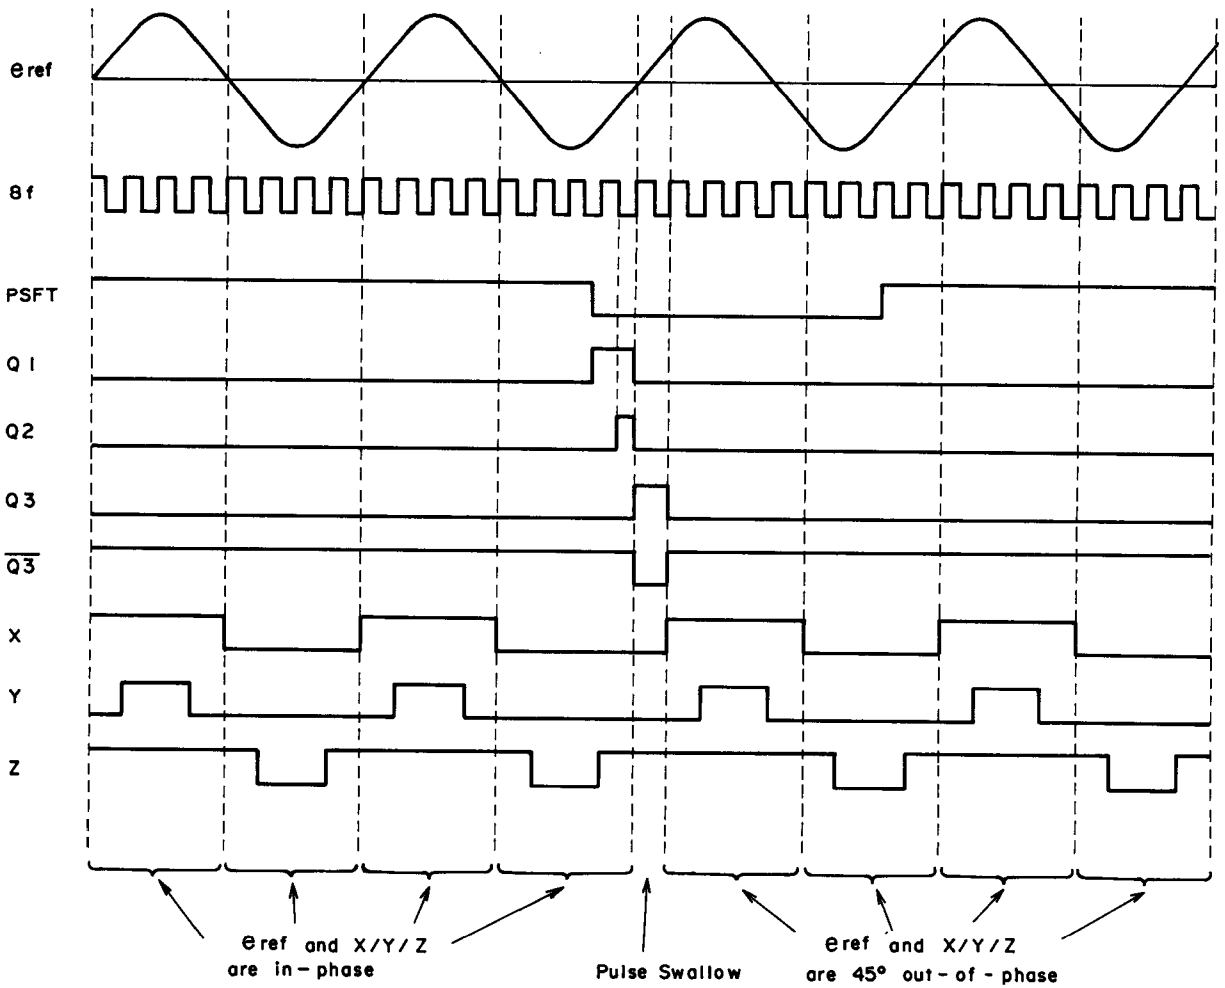 eref
8f
PSFT
Q1
Q2
Q3
Q3
X
Y
Z
eref and X/Y/Z
are in-phase
Pulse Swallow
eref and X/Y/Z
are 45° out-of-phase